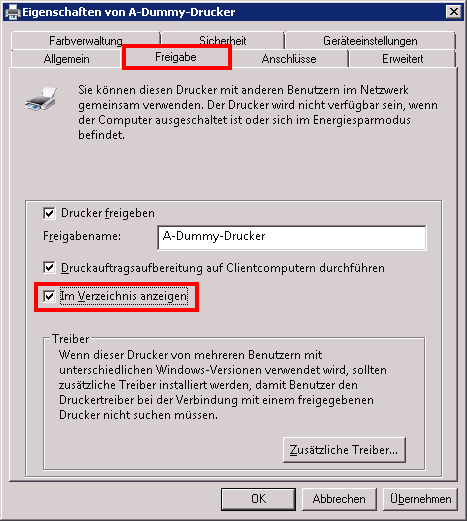 Eigenschaften von A-Dummy-Drucker
Farbverwaltung Sicherheit Geräteeinstellungen
Allgemein Freigabe Anschlüsse Erweitert
Sie können diesen Drucker mit anderen Benutzern im Netzwerk
gemeinsam verwenden. Der Drucker wird nicht verfügbar sein, wenn
der Computer ausgeschaltet ist oder sich im Energiesparmodus
befindet.
Drucker freigeben
Freigabename: A-Dummy-Drucker
Druckauftragsaufbereitung auf Clientcomputern durchführen
Im Verzeichnis anzeigen
Treiber
Wenn dieser Drucker von mehreren Benutzern mit
unterschiedlichen Windows-Versionen verwendet wird, sollten
zusätzliche Treiber installiert werden, damit Benutzer den
Druckertreiber bei der Verbindung mit einem freigegebenen
Drucker nicht suchen müssen.
Zusätzliche Treiber...
OK Abbrechen Übernehmen